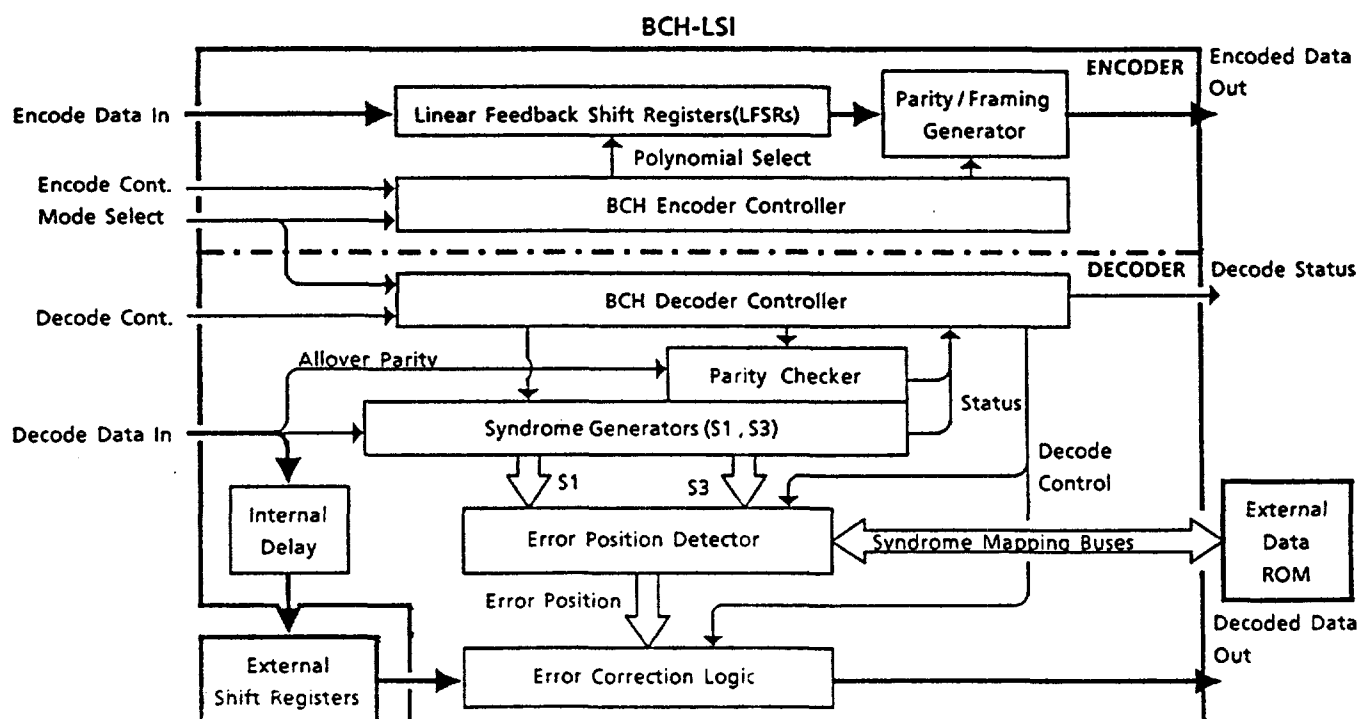 BCH-LSI
ENCODER
Encoded Data
Out
Encode Data In
Linear Feedback Shift Registers(LFSRs)
Parity/Framing
Generator
Polynomial Select
Encode Cont.
Mode Select
BCH Encoder Controller
DECODER
Decode Status
BCH Decoder Controller
Decode Cont.
Allover Parity
Parity Checker
Status
Decode Data In
Syndrome Generators (S1 , S3)
S1
S3
Decode
Control
Internal
Delay
Error Position Detector
Syndrome Mapping Buses
External
Data
ROM
Error Position
Decoded Data
Out
External
Shift Registers
Error Correction Logic